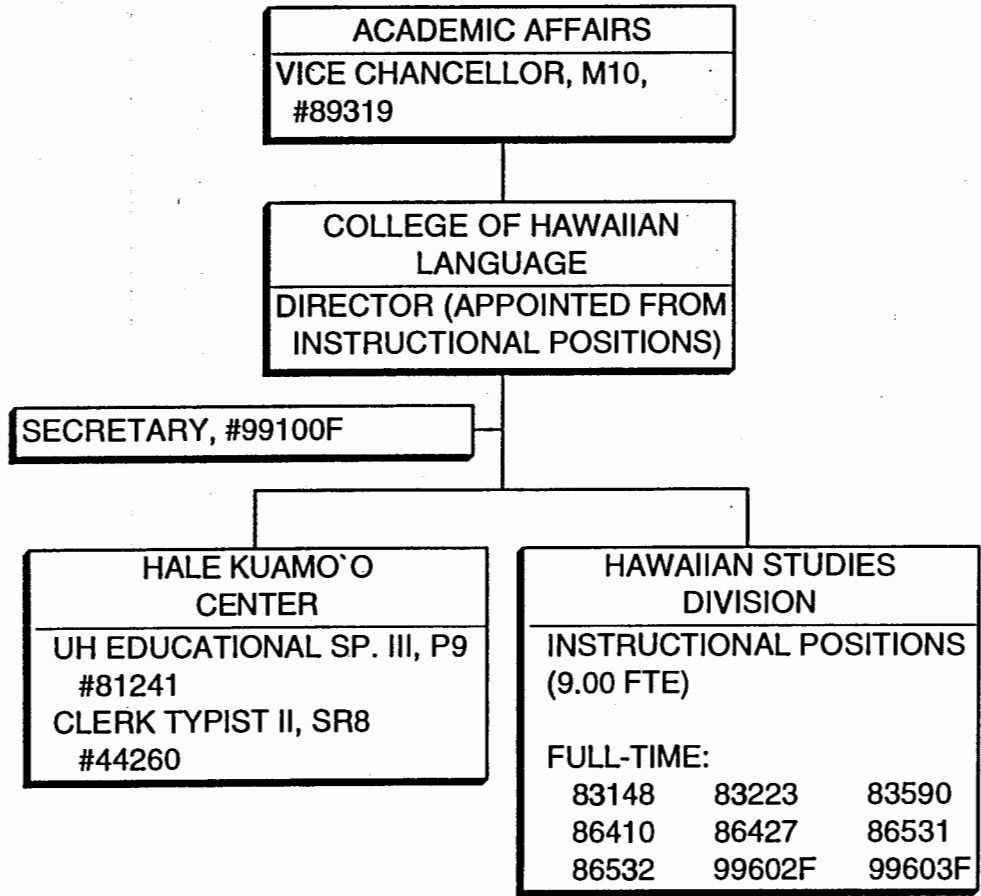 ACADEMIC AFFAIRS
VICE CHANCELLOR, M10,
#89319
COLLEGE OF HAWAIIAN
LANGUAGE
DIRECTOR (APPOINTED FROM
INSTRUCTIONAL POSITIONS)
SECRETARY, #99100F
HALE KUAMO`O
CENTER
UH EDUCATIONAL SP. III, P9
#81241
CLERK TYPIST II, SR8
#44260
HAWAIIAN STUDIES
DIVISION
INSTRUCTIONAL POSITIONS
(9.00 FTE)
FULL-TIME:
83148 83223 83590
86410 86427 86531
86532 99602F 99603F